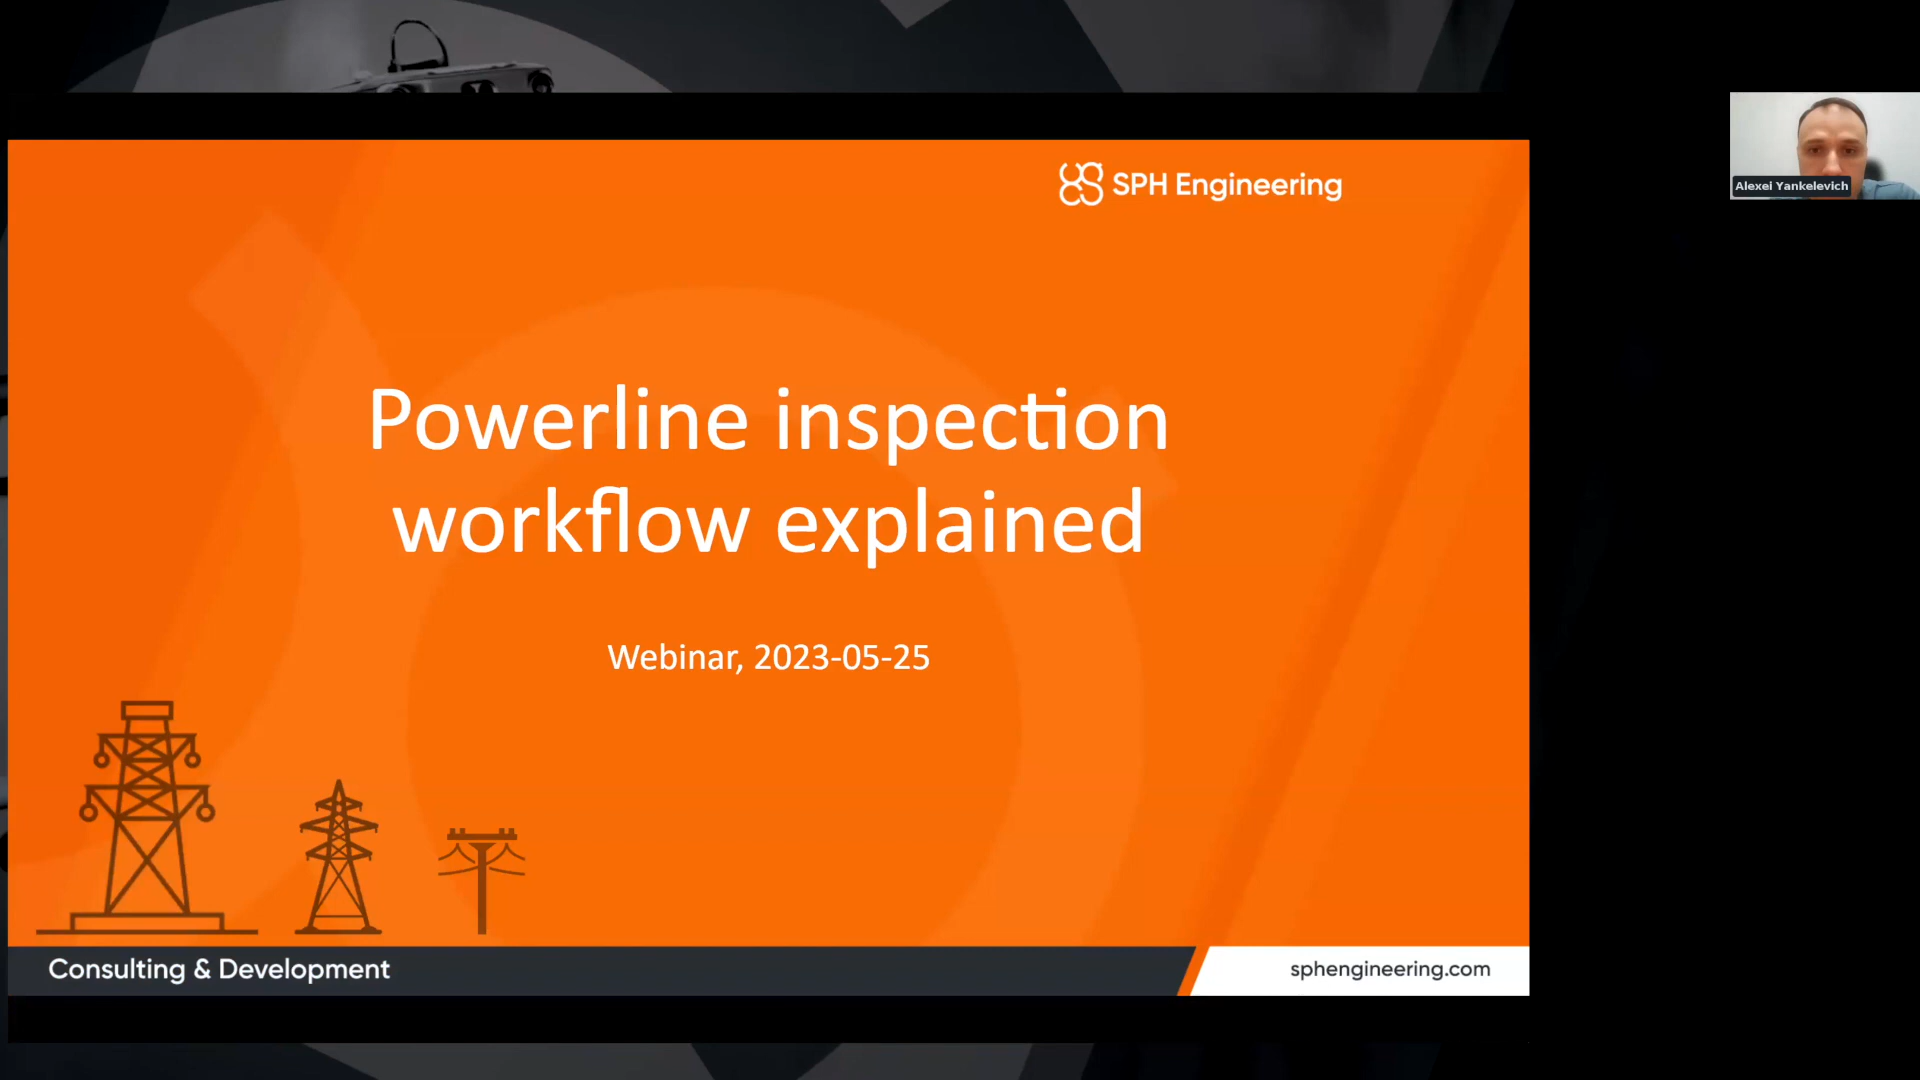 SPH Engineering
Alexei Yankelevich
Powerline inspection
workflow explained
Webinar, 2023-05-25
Consulting & Development
sphengineering.com